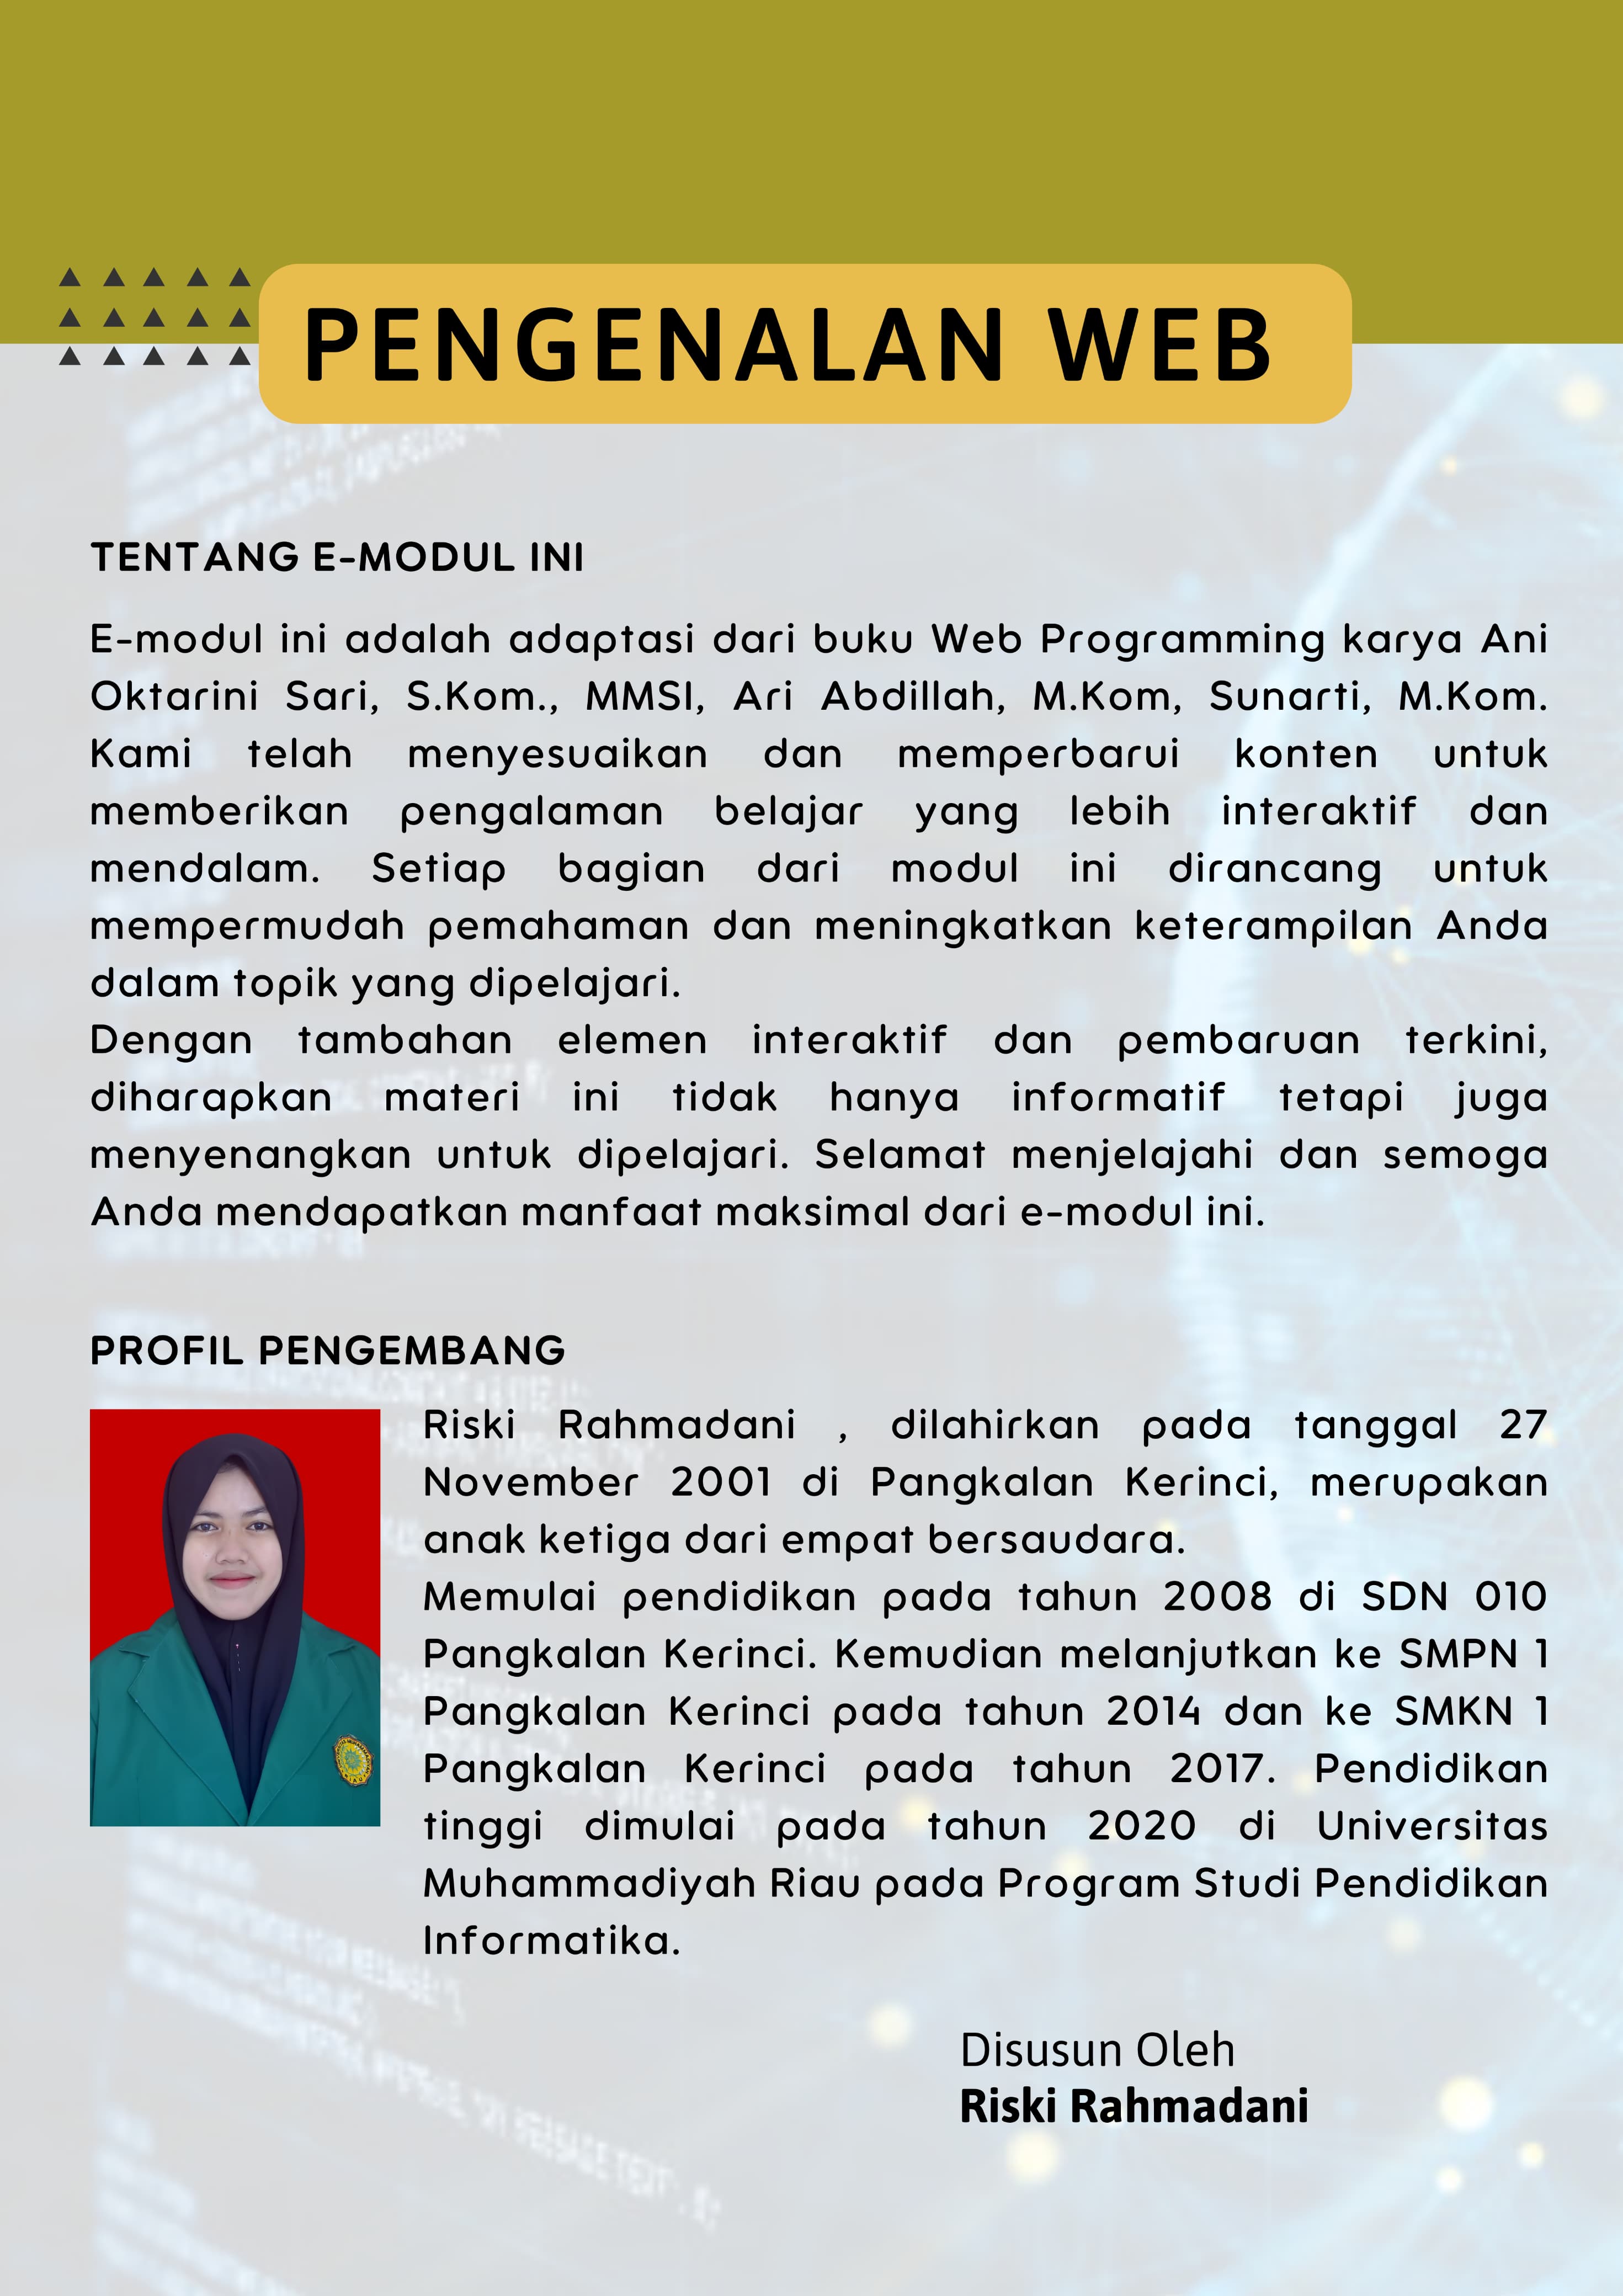 PENGENALAN WEB
TENTANG E-MODUL INI
E-modul ini adalah adaptasi dari buku Web Programming karya Ani
Oktarini Sari, S.Kom., MMSI, Ari Abdillah, M.Kom, Sunarti, M.Kom.
Kami telah menyesuaikan dan memperbarui konten untuk
memberikan pengalaman belajar yang lebih interaktif dan
mendalam. Setiap bagian dari modul ini dirancang untuk
mempermudah pemahaman dan meningkatkan keterampilan Anda
dalam topik yang dipelajari.
Dengan tambahan elemen interaktif dan pembaruan terkini,
diharapkan materi ini tidak hanya informatif tetapi juga
menyenangkan untuk dipelajari. Selamat menjelajahi dan semoga
Anda mendapatkan manfaat maksimal dari e-modul ini.
PROFIL PENGEMBANG
Riski Rahmadani , dilahirkan pada tanggal 27
November 2001 di Pangkalan Kerinci, merupakan
anak ketiga dari empat bersaudara.
Memulai pendidikan pada tahun 2008 di SDN 010
Pangkalan Kerinci. Kemudian melanjutkan ke SMPN 1
Pangkalan Kerinci pada tahun 2014 dan ke SMKN 1
Pangkalan Kerinci pada tahun 2017. Pendidikan
tinggi dimulai pada tahun 2020 di Universitas
Muhammadiyah Riau pada Program Studi Pendidikan
Informatika.
Disusun Oleh
Riski Rahmadani